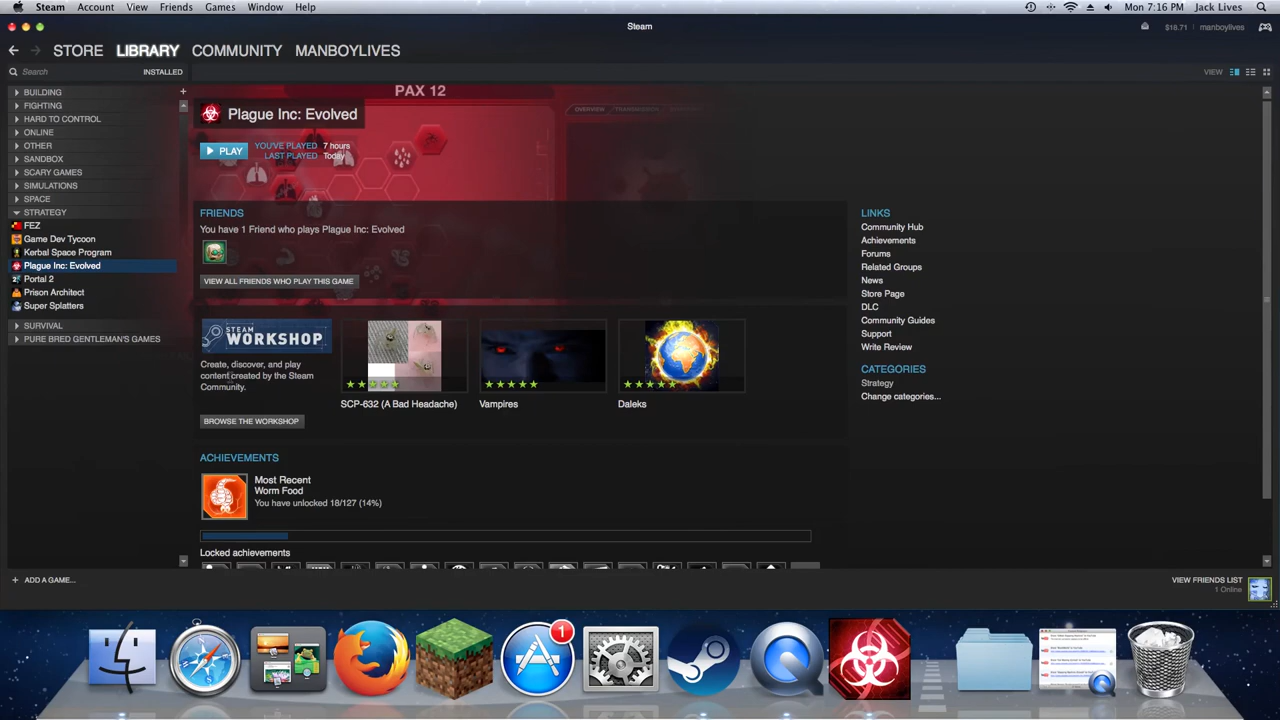 Steam Account View Friends Games Window Help Mon 7:16 PM Jack Lives
Steam
$18.71 manboylives
STORE LIBRARY COMMUNITY MANBOYLIVES
Search INSTALLED VIEW
BUILDING
FIGHTING
HARD TO CONTROL
ONLINE
OTHER
SANDBOX
SCARY GAMES
SIMULATIONS
SPACE
STRATEGY
FEZ
Game Dev Tycoon
Kerbal Space Program
Plague Inc: Evolved
Portal 2
Prison Architect
Super Splatters
SURVIVAL
PURE BRED GENTLEMAN'S GAMES
PAX 12
OVERVIEW TRANSMISSION
Plague Inc: Evolved
PLAY
YOU'VE PLAYED 7 hours
LAST PLAYED Today
FRIENDS
You have 1 Friend who plays Plague Inc: Evolved
VIEW ALL FRIENDS WHO PLAY THIS GAME
STEAM
WORKSHOP
Create, discover, and play
content created by the Steam
Community.
BROWSE THE WORKSHOP
SCP-632 (A Bad Headache)
Vampires
Daleks
ACHIEVEMENTS
Most Recent
Worm Food
You have unlocked 18/127 (14%)
Locked achievements
LINKS
Community Hub
Achievements
Forums
Related Groups
News
Store Page
DLC
Community Guides
Support
Write Review
CATEGORIES
Strategy
Change categories...
+ ADD A GAME...
VIEW FRIENDS LIST
1 Online
1